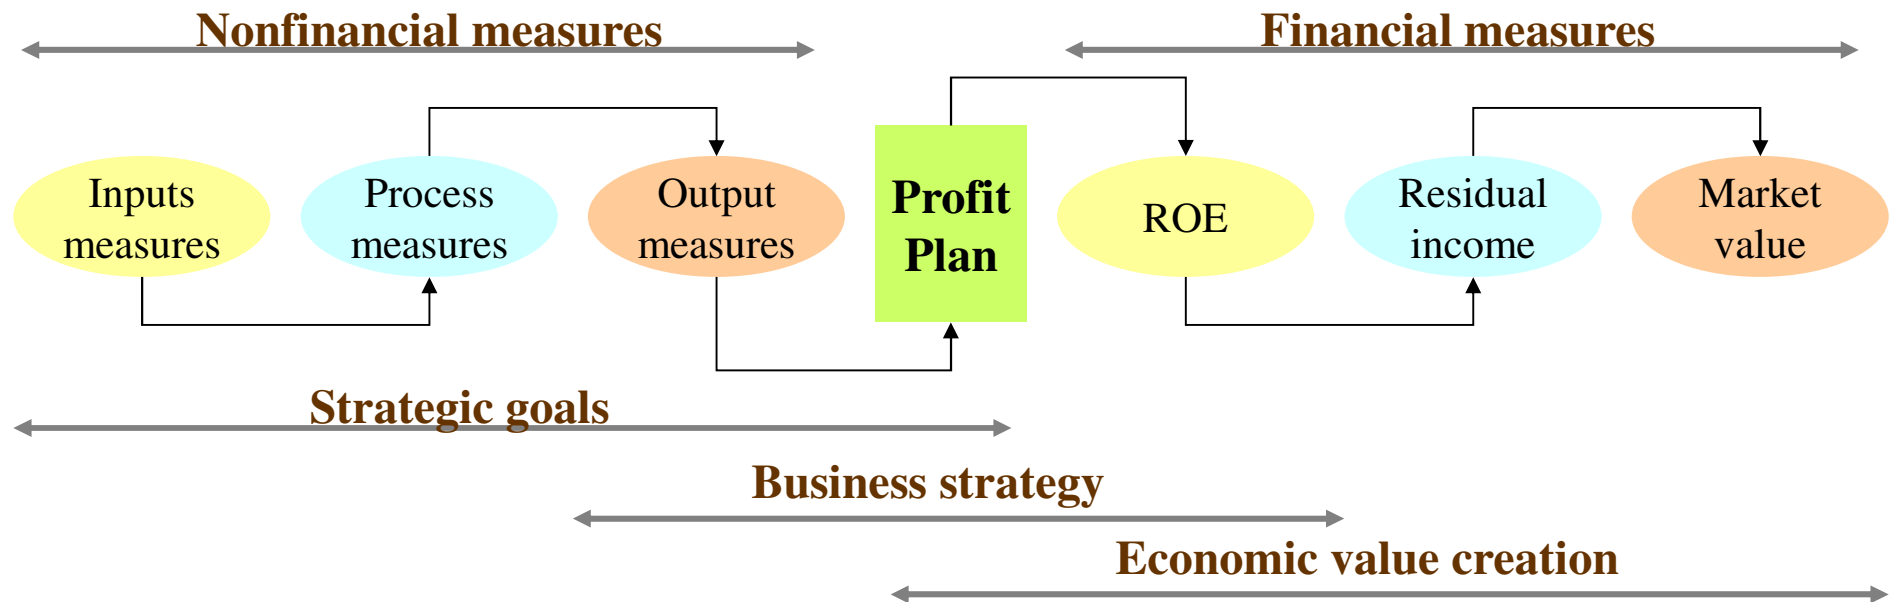 Nonfinancial measures
Financial measures
Inputs
measures
Process
measures
Output
measures
Profit
Plan
ROE
Residual
income
Market
value
Strategic goals
Business strategy
Economic value creation